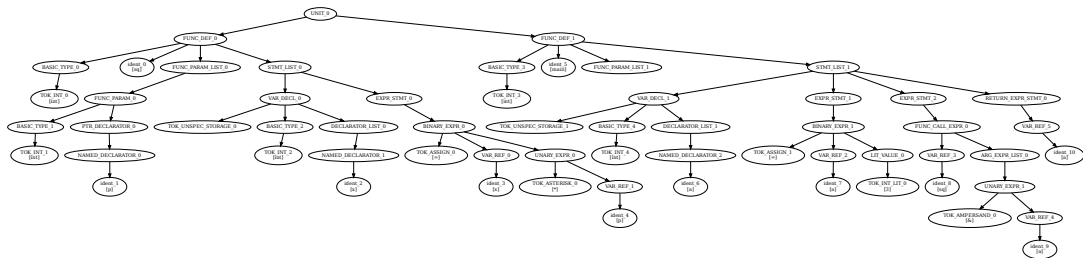 UNIT_0
FUNC_DEF_0
FUNC_DEF_1
BASIC_TYPE_0
ident_0
[sq]
FUNC_PARAM_LIST_0
STMT_LIST_0
BASIC_TYPE_3
ident_5
[main]
FUNC_PARAM_LIST_1
STMT_LIST_1
TOK_INT_0
[int]
FUNC_PARAM_0
VAR_DECL_0
EXPR_STMT_0
TOK_INT_3
[int]
VAR_DECL_1
EXPR_STMT_1
EXPR_STMT_2
RETURN_EXPR_STMT_0
BASIC_TYPE_1
PTR_DECLARATOR_0
TOK_UNSPEC_STORAGE_0
BASIC_TYPE_2
DECLARATOR_LIST_0
BINARY_EXPR_0
TOK_UNSPEC_STORAGE_1
BASIC_TYPE_4
DECLARATOR_LIST_1
BINARY_EXPR_1
FUNC_CALL_EXPR_0
VAR_REF_5
TOK_INT_1
[int]
NAMED_DECLARATOR_0
TOK_INT_2
[int]
NAMED_DECLARATOR_1
TOK_ASSIGN_0
[=]
VAR_REF_0
UNARY_EXPR_0
TOK_INT_4
[int]
NAMED_DECLARATOR_2
TOK_ASSIGN_1
[=]
VAR_REF_2
LIT_VALUE_0
VAR_REF_3
ARG_EXPR_LIST_0
ident_10
[a]
ident_1
[p]
ident_2
[x]
ident_3
[x]
TOK_ASTERISK_0
[*]
VAR_REF_1
ident_6
[a]
ident_7
[a]
TOK_INT_LIT_0
[3]
ident_8
[sq]
UNARY_EXPR_1
ident_4
[p]
TOK_AMPERSAND_0
[&]
VAR_REF_4
ident_9
[a]